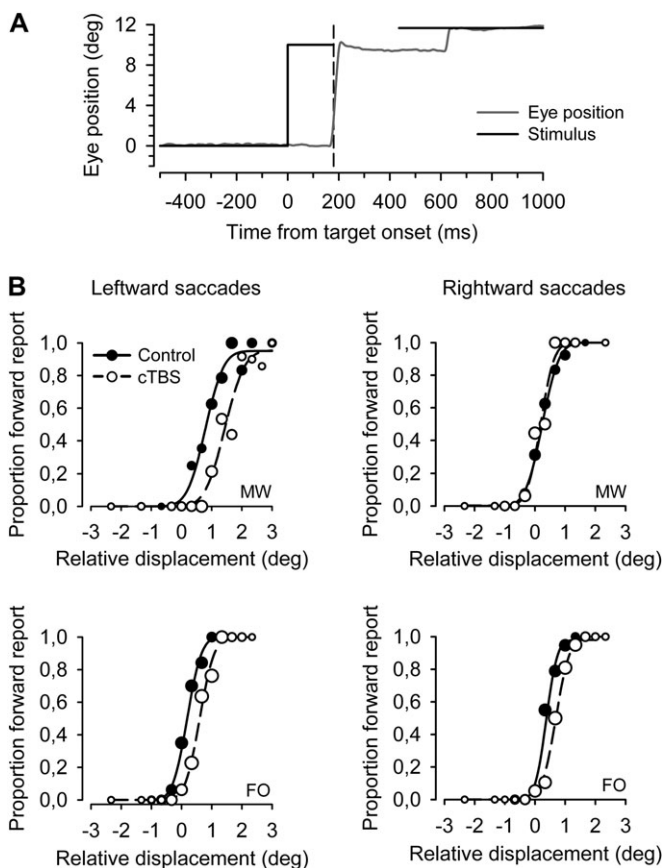 A
Eye position (deg)
12
8
4
0
Eye position
Stimulus
-400 -200 0 200 400 600 800 1000
Time from target onset (ms)
B
Leftward saccades
Rightward saccades
Proportion forward report
1,0
0,8
0,6
0,4
0,2
0,0
Control
cTBS
MW
-3 -2 -1 0 1 2 3
Relative displacement (deg)
Proportion forward report
1,0
0,8
0,6
0,4
0,2
0,0
MW
-3 -2 -1 0 1 2 3
Relative displacement (deg)
Proportion forward report
1,0
0,8
0,6
0,4
0,2
0,0
FO
-3 -2 -1 0 1 2 3
Relative displacement (deg)
Proportion forward report
1,0
0,8
0,6
0,4
0,2
0,0
FO
-3 -2 -1 0 1 2 3
Relative displacement (deg)